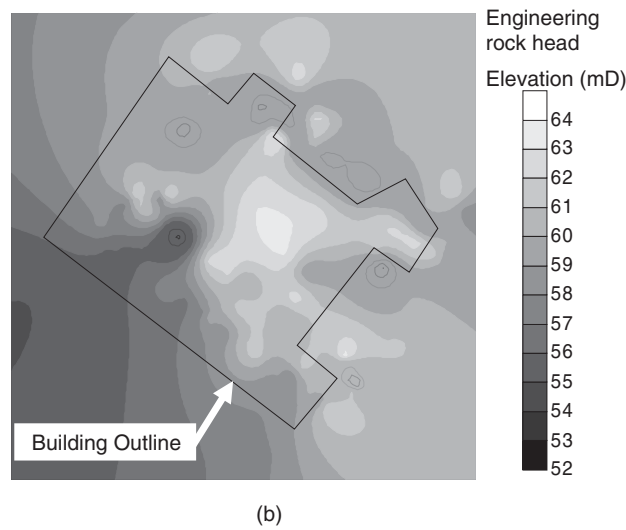 Engineering
rock head
Elevation (mD)
64
63
62
61
60
59
58
57
56
55
54
53
52
Building Outline
(b)